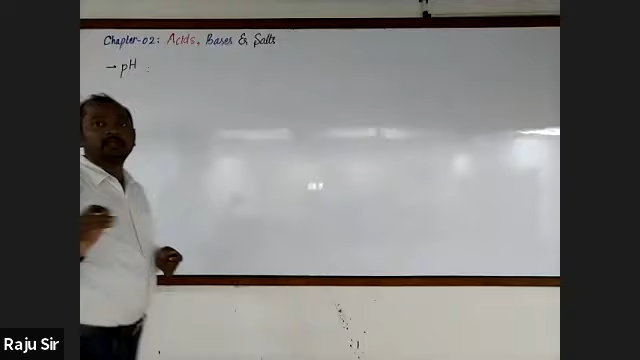 Chapter-02: Acids, Bases & Salts
→ pH :
Raju Sir